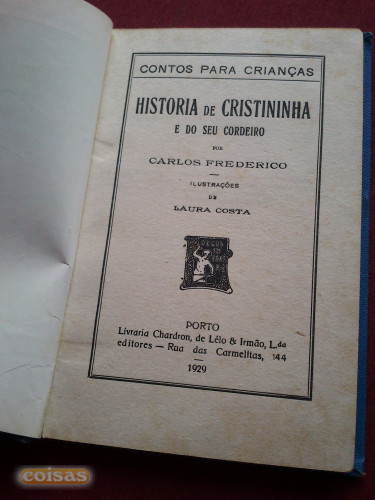 CONTOS PARA CRIANÇAS
HISTORIA DE CRISTININHA
E DO SEU CORDEIRO
POR
CARLOS FREDERICO
ILUSTRAÇÕES
DE
LAURA COSTA
PORTO
Livraria Chardron, de Lélo & Irmão, L.da
editores — Rua das Carmelitas, 144
1929
coisas